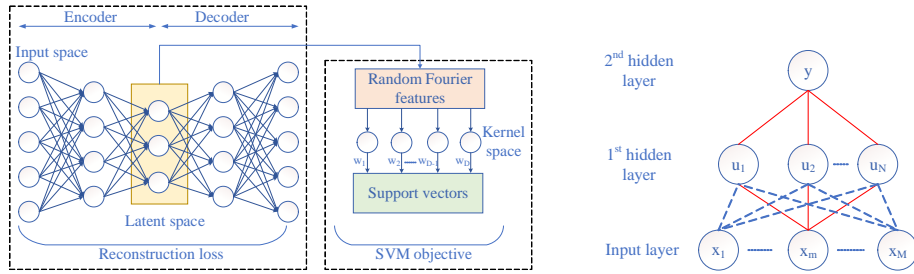 Encoder
Decoder
Input space
Latent space
Reconstruction loss
Random Fourier
features
w1
w2
wD-1
wD
Kernel
space
Support vectors
SVM objective
2nd hidden
layer
y
1st hidden
layer
u1
u2
uN
Input layer
x1
xm
xM